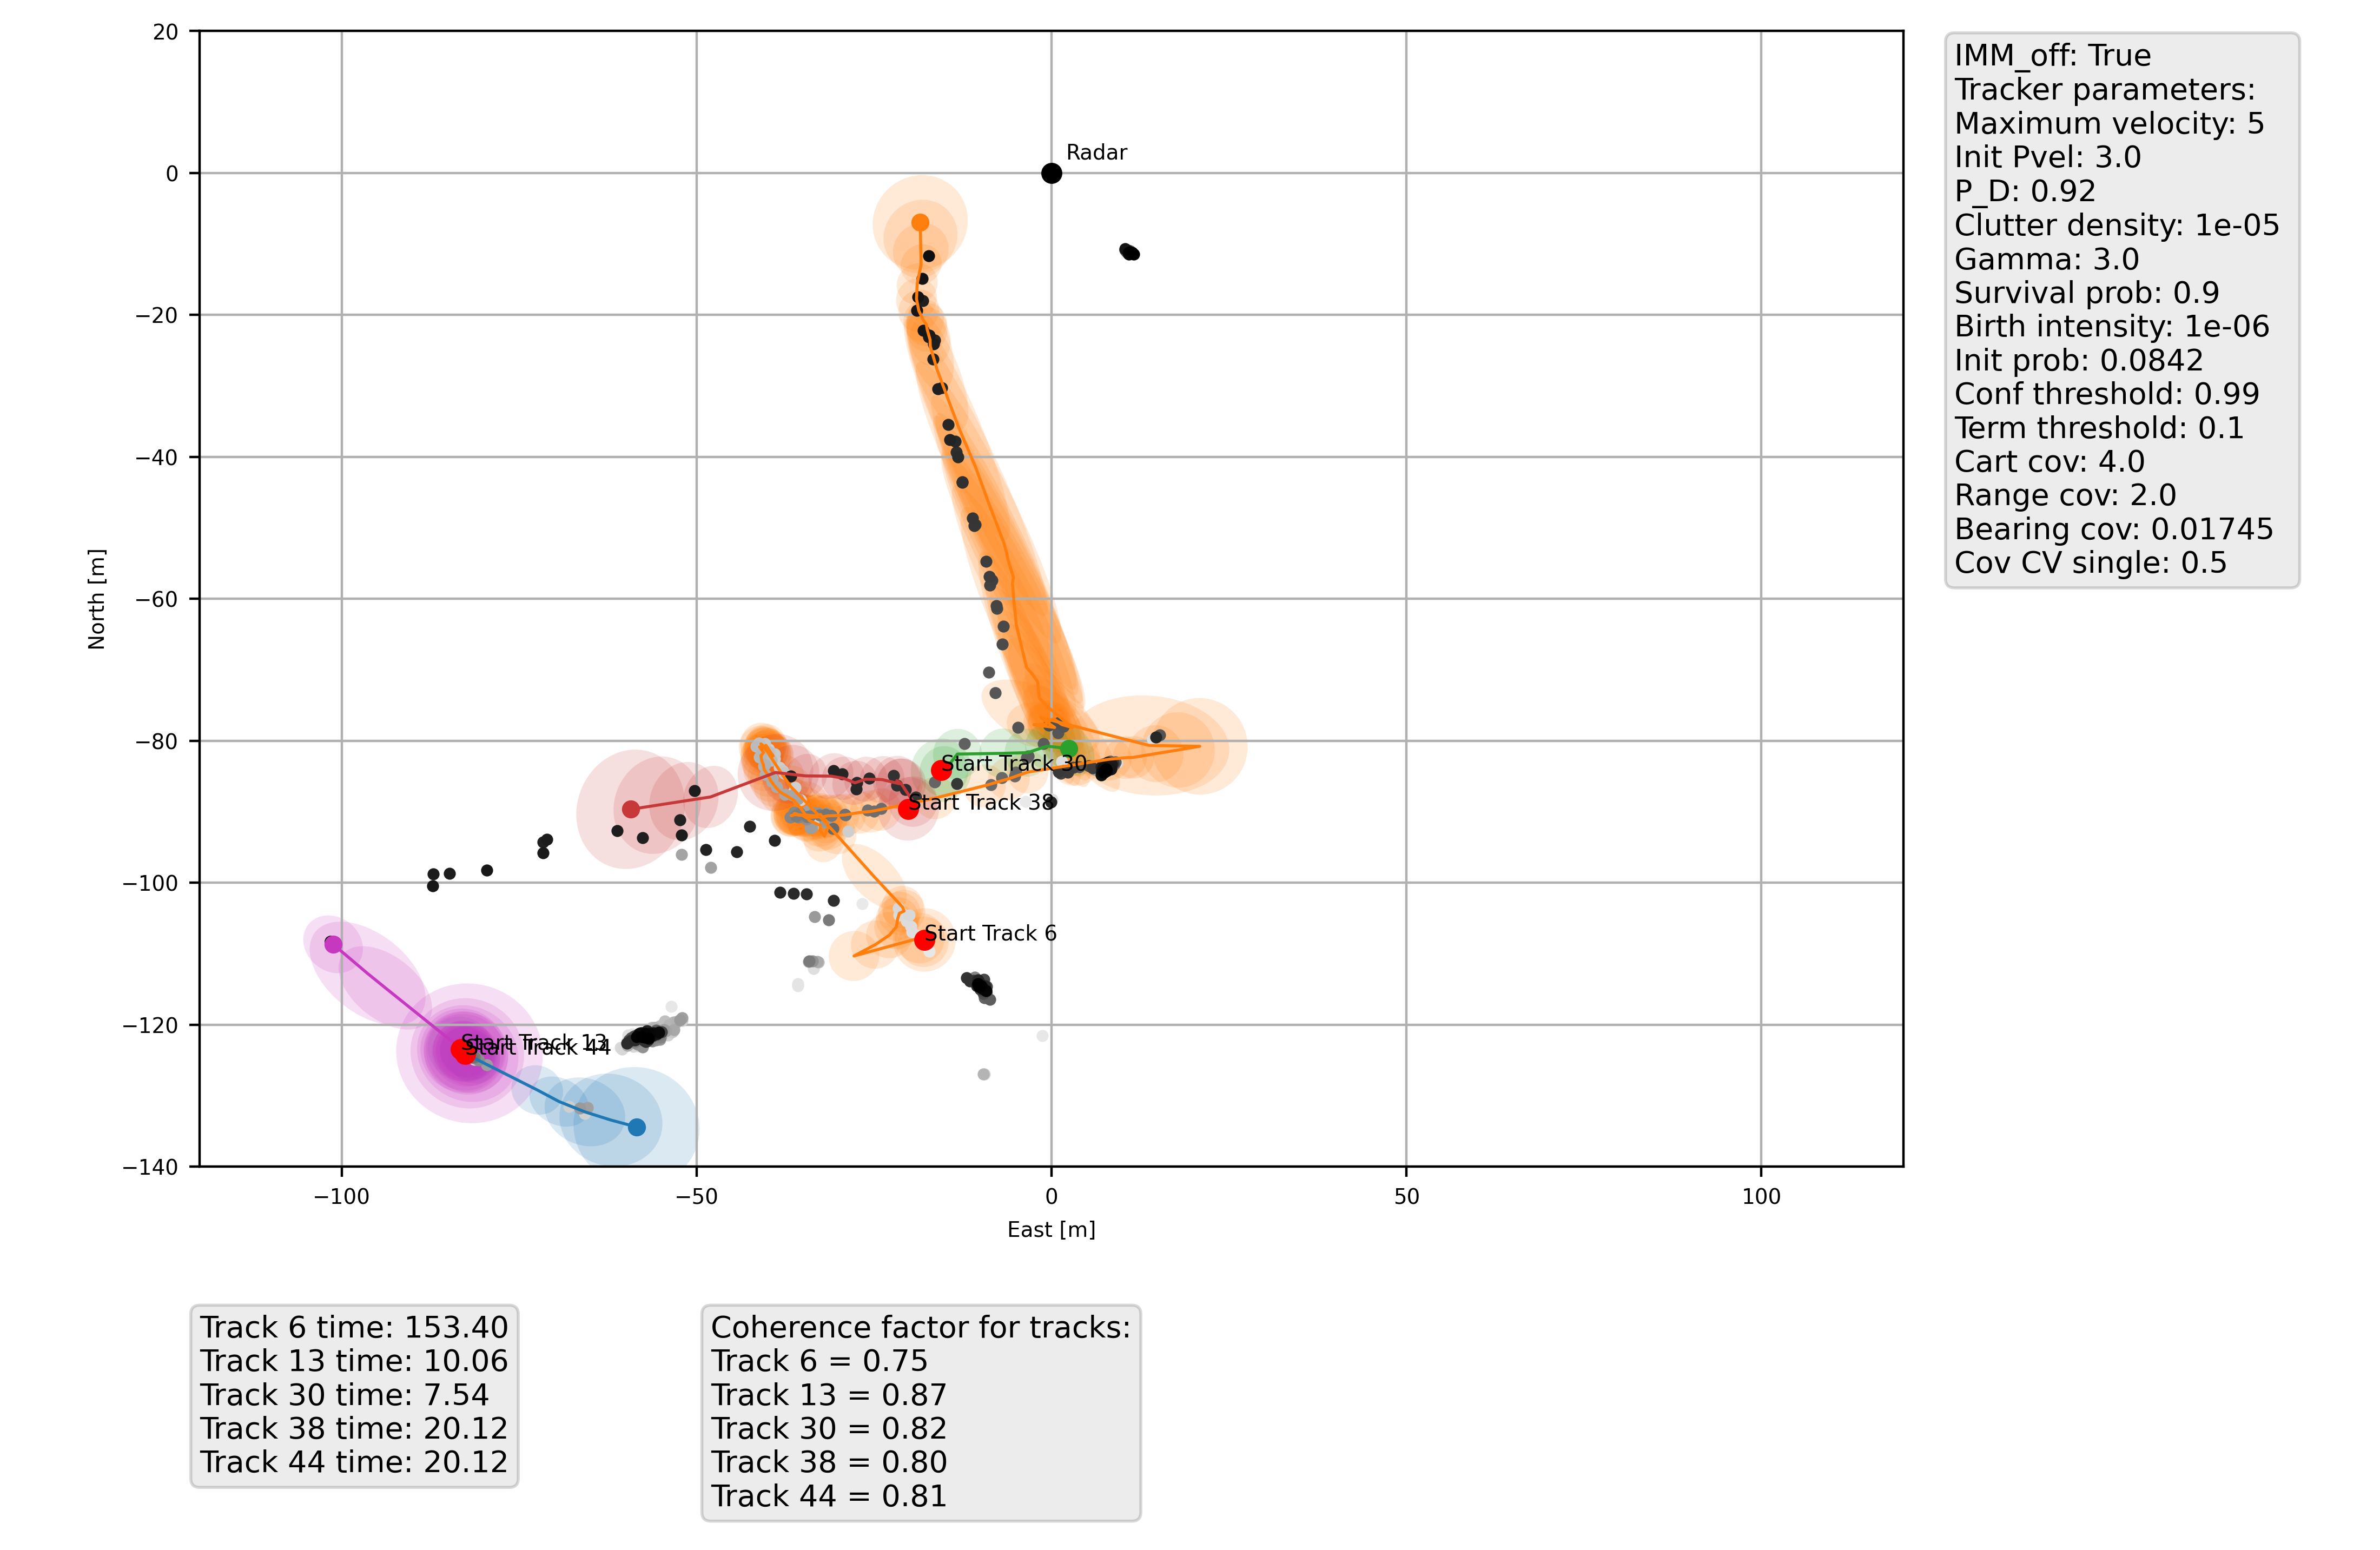 20
0
−20
−40
−60
−80
−100
−120
−140
North [m]
−100
−50
0
50
100
East [m]
Radar
Start Track 30
Start Track 38
Start Track 6
Start Track 13
Start Track 44
IMM_off: True
Tracker parameters:
Maximum velocity: 5
Init Pvel: 3.0
P_D: 0.92
Clutter density: 1e-05
Gamma: 3.0
Survival prob: 0.9
Birth intensity: 1e-06
Init prob: 0.0842
Conf threshold: 0.99
Term threshold: 0.1
Cart cov: 4.0
Range cov: 2.0
Bearing cov: 0.01745
Cov CV single: 0.5
Track 6 time: 153.40
Track 13 time: 10.06
Track 30 time: 7.54
Track 38 time: 20.12
Track 44 time: 20.12
Coherence factor for tracks:
Track 6 = 0.75
Track 13 = 0.87
Track 30 = 0.82
Track 38 = 0.80
Track 44 = 0.81